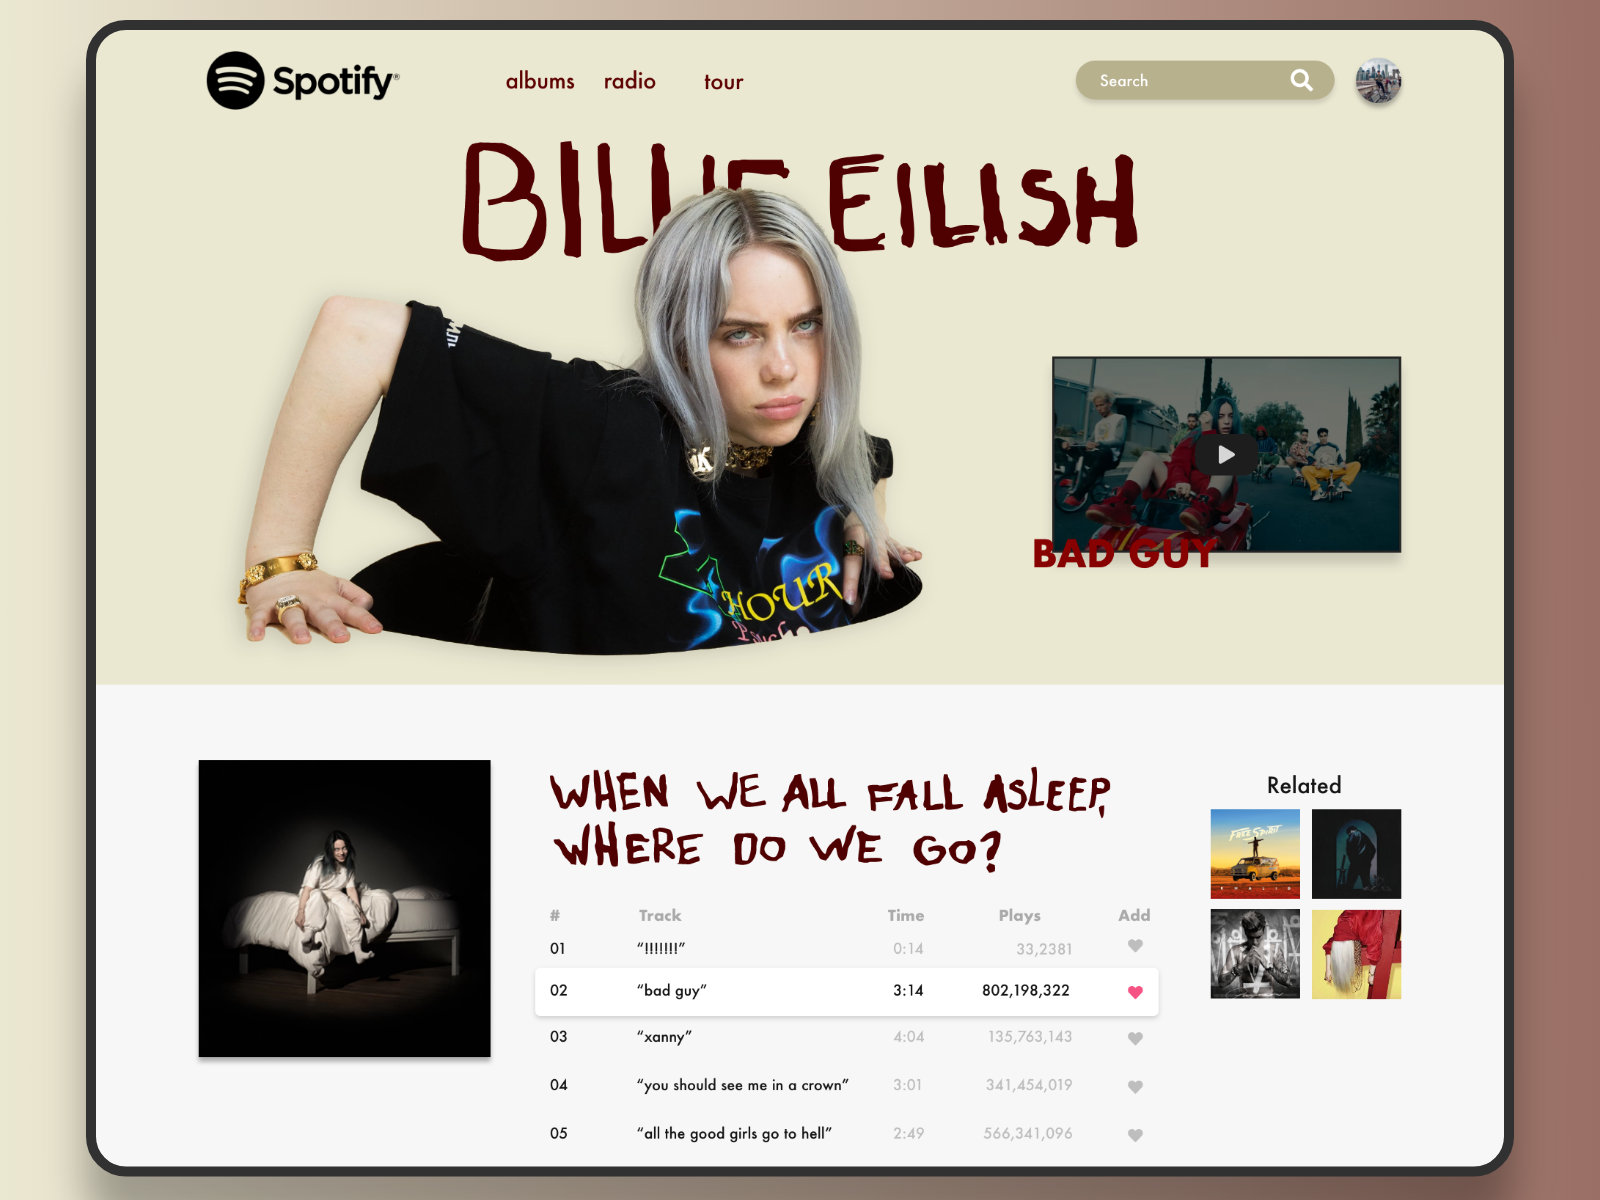 Spotify®
albums radio tour
Search
BILLIE EILISH
HOUR
Psycho
BAD GUY
WHEN WE ALL FALL ASLEEP,
WHERE DO WE GO?
Related
FREE SPIRIT
# Track Time Plays Add
01 “!!!!!!!” 0:14 33,2381
02 “bad guy“ 3:14 802,198,322
03 “xanny” 4:04 135,763,143
04 “you should see me in a crown” 3:01 341,454,019
05 “all the good girls go to hell” 2:49 566,341,096